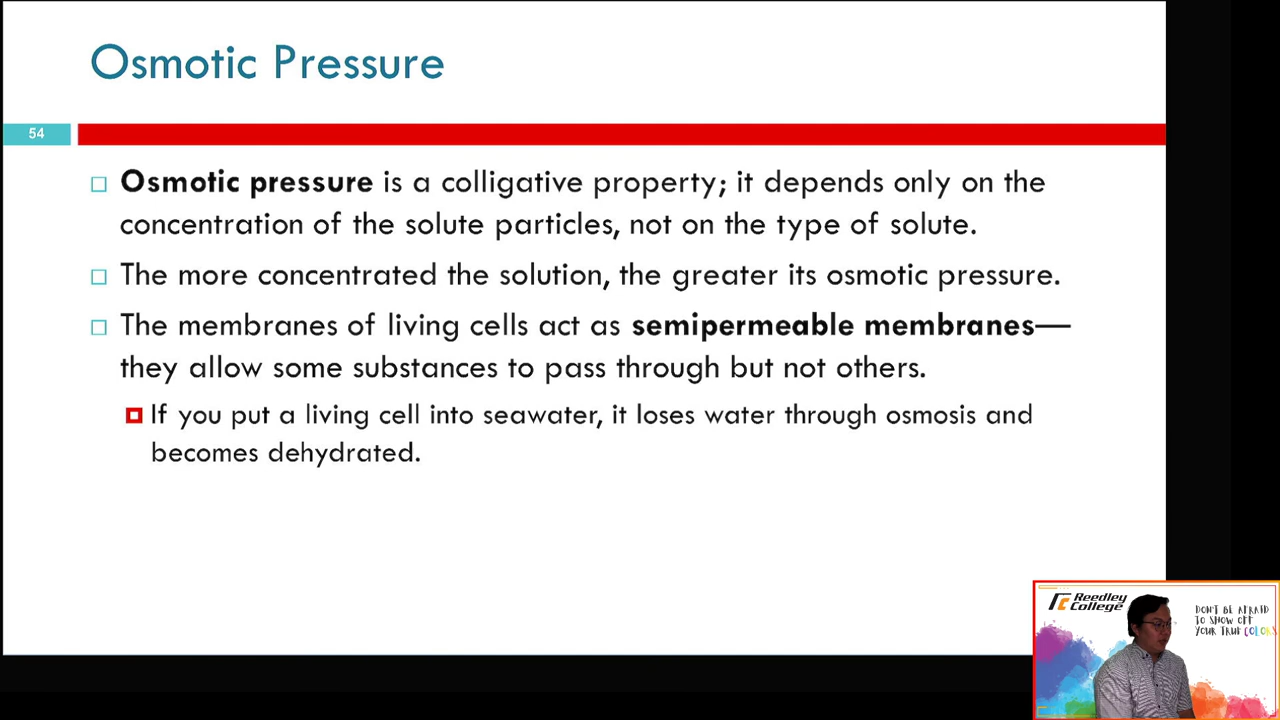 Osmotic Pressure
54
Osmotic pressure is a colligative property; it depends only on the
concentration of the solute particles, not on the type of solute.
The more concentrated the solution, the greater its osmotic pressure.
The membranes of living cells act as semipermeable membranes—
they allow some substances to pass through but not others.
If you put a living cell into seawater, it loses water through osmosis and
becomes dehydrated.
Reedley
College
DON'T BE AFRAID
TO SHOW OFF
YOUR TRUE COLORS